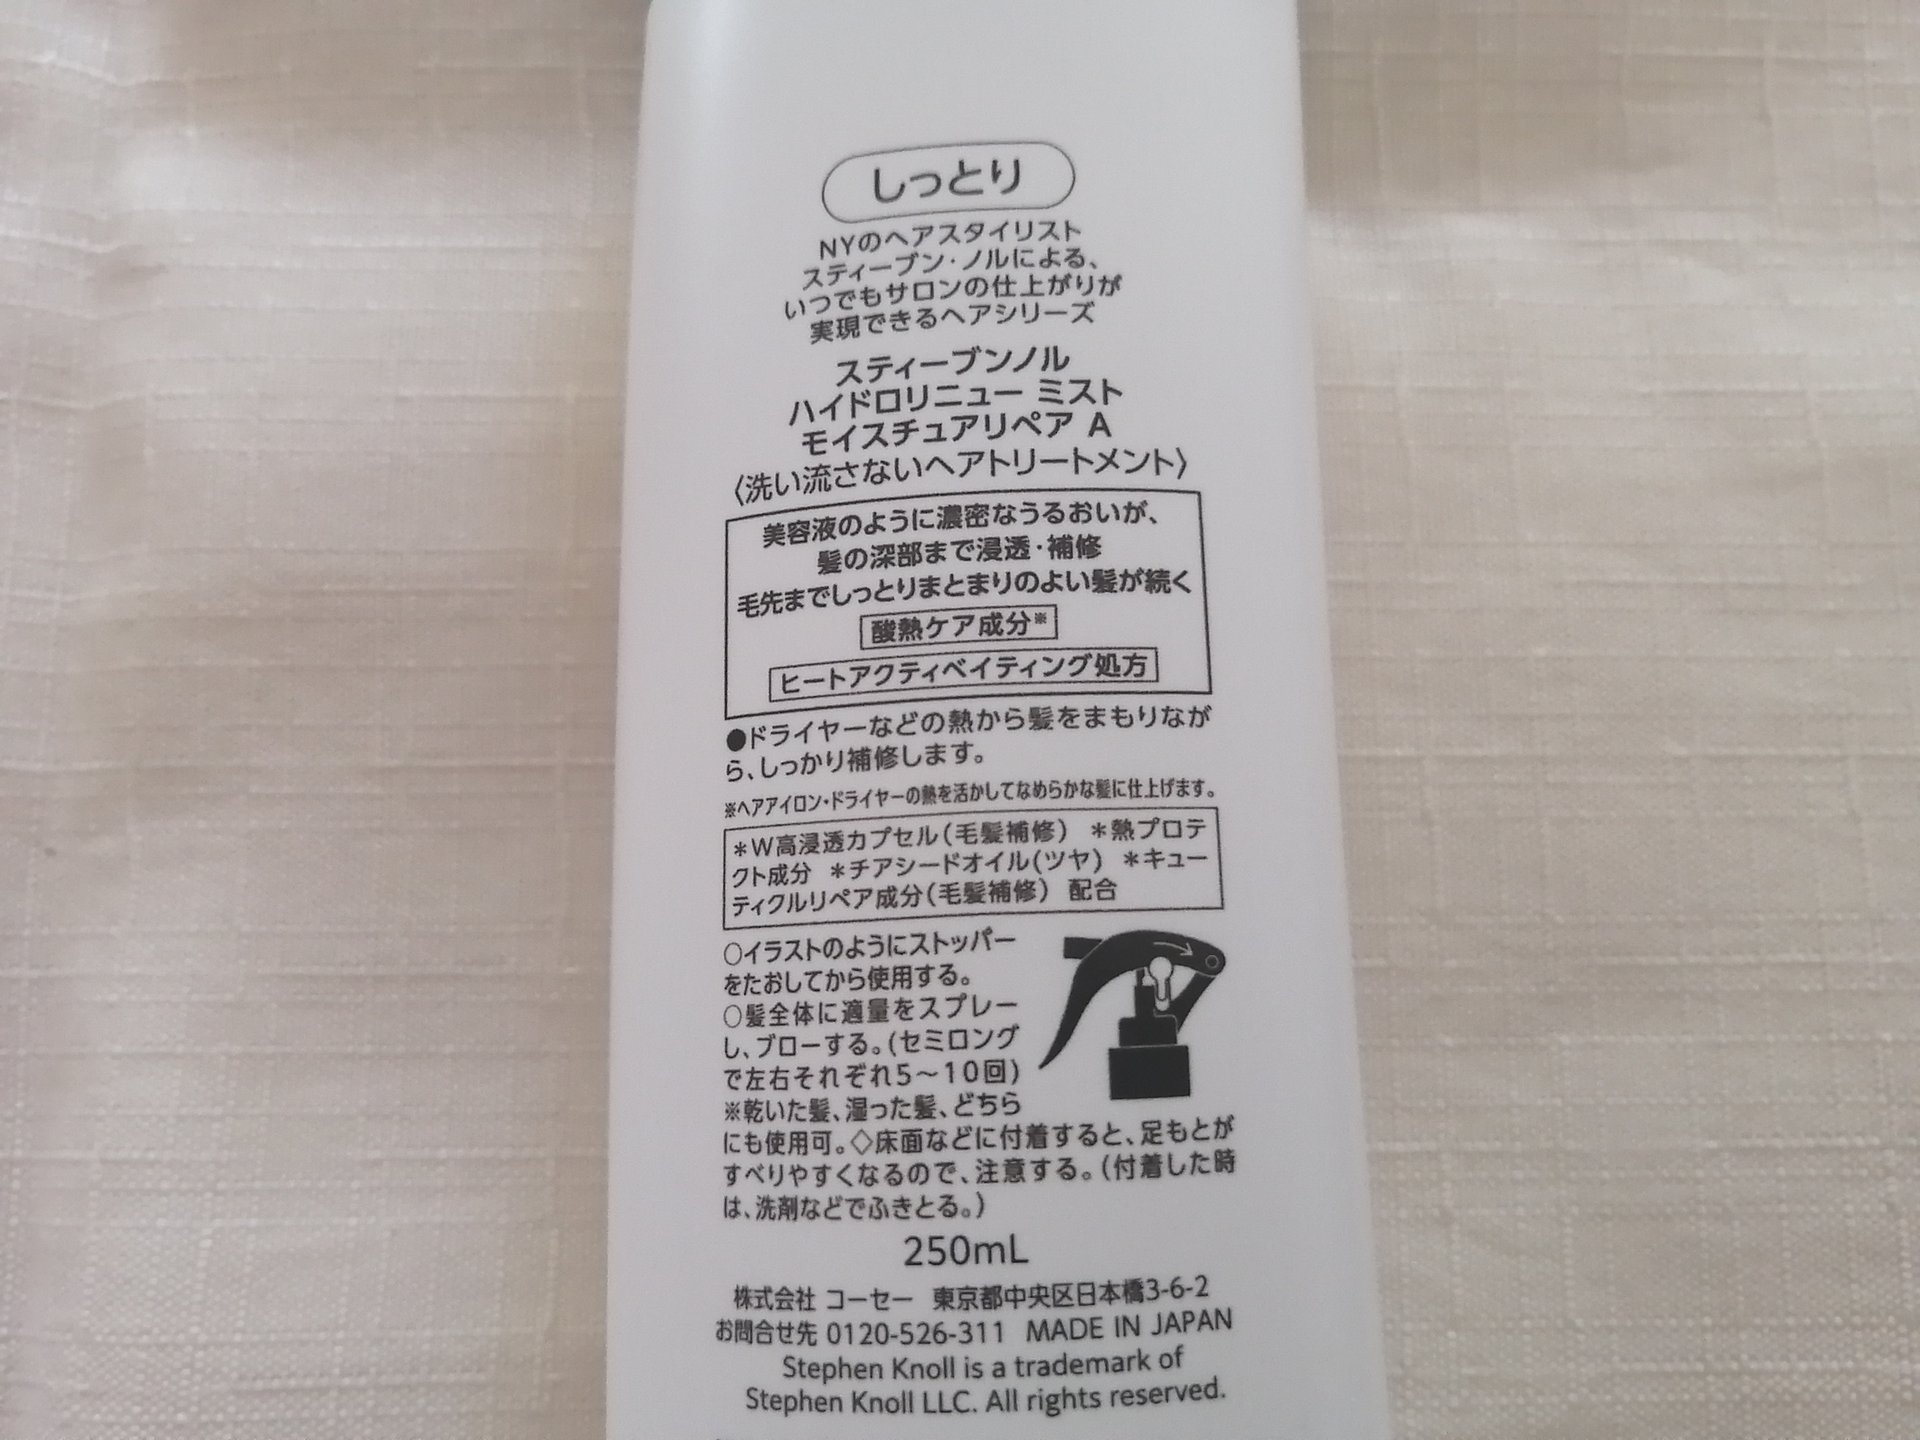 しっとり
NYのヘアスタイリスト
スティーブン・ノルによる、
いつでもサロンの仕上がりが
実現できるヘアシリーズ
スティーブンノル
ハイドロリニュー ミスト
モイスチュアリペア A
〈洗い流さないヘアトリートメント〉
美容液のように濃密なうるおいが、
髪の深部まで浸透・補修
毛先までしっとりまとまりのよい髪が続く
酸熱ケア成分※
ヒートアクティベイティング処方
●ドライヤーなどの熱から髪をまもりなが
ら、しっかり補修します。
※ヘアアイロン・ドライヤーの熱を活かしてなめらかな髪に仕上げます。
＊W高浸透カプセル（毛髪補修） ＊熱プロテ
クト成分 ＊チアシードオイル（ツヤ） ＊キュー
ティクルリペア成分（毛髪補修） 配合
○イラストのようにストッパー
をたおしてから使用する。
○髪全体に適量をスプレー
し、ブローする。（セミロング
で左右それぞれ5～10回）
※乾いた髪、湿った髪、どちら
にも使用可。◇床面などに付着すると、足もとが
すべりやすくなるので、注意する。（付着した時
は、洗剤などでふきとる。）
250mL
株式会社 コーセー 東京都中央区日本橋3-6-2
お問合せ先 0120-526-311 MADE IN JAPAN
Stephen Knoll is a trademark of
Stephen Knoll LLC. All rights reserved.